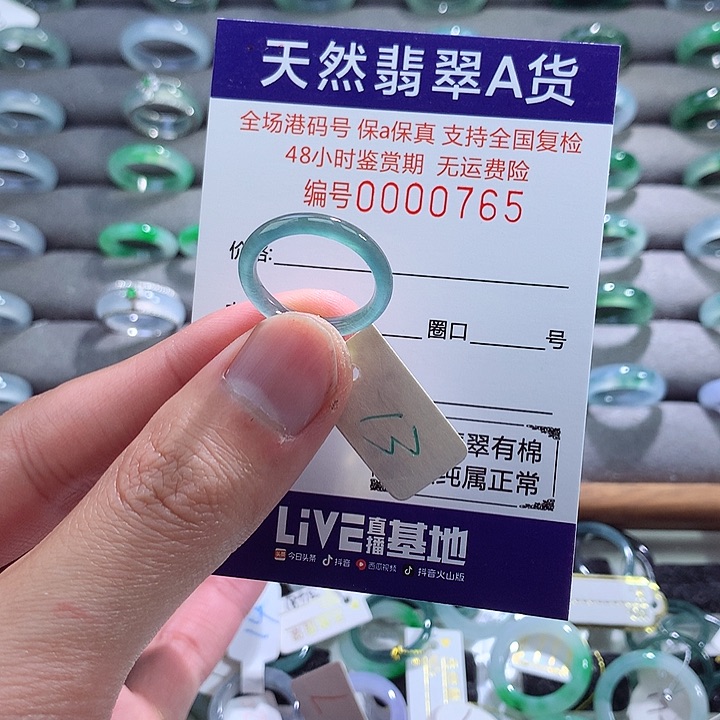 天然翡翠A货
全场港码号 保a保真 支持全国复检
48小时鉴赏期 无运费险
编号0000765
价格:
圈口 号
13
翠有棉
纯属正常
LiVE直播基地
今日头条 抖音 西瓜视频 抖音火山版